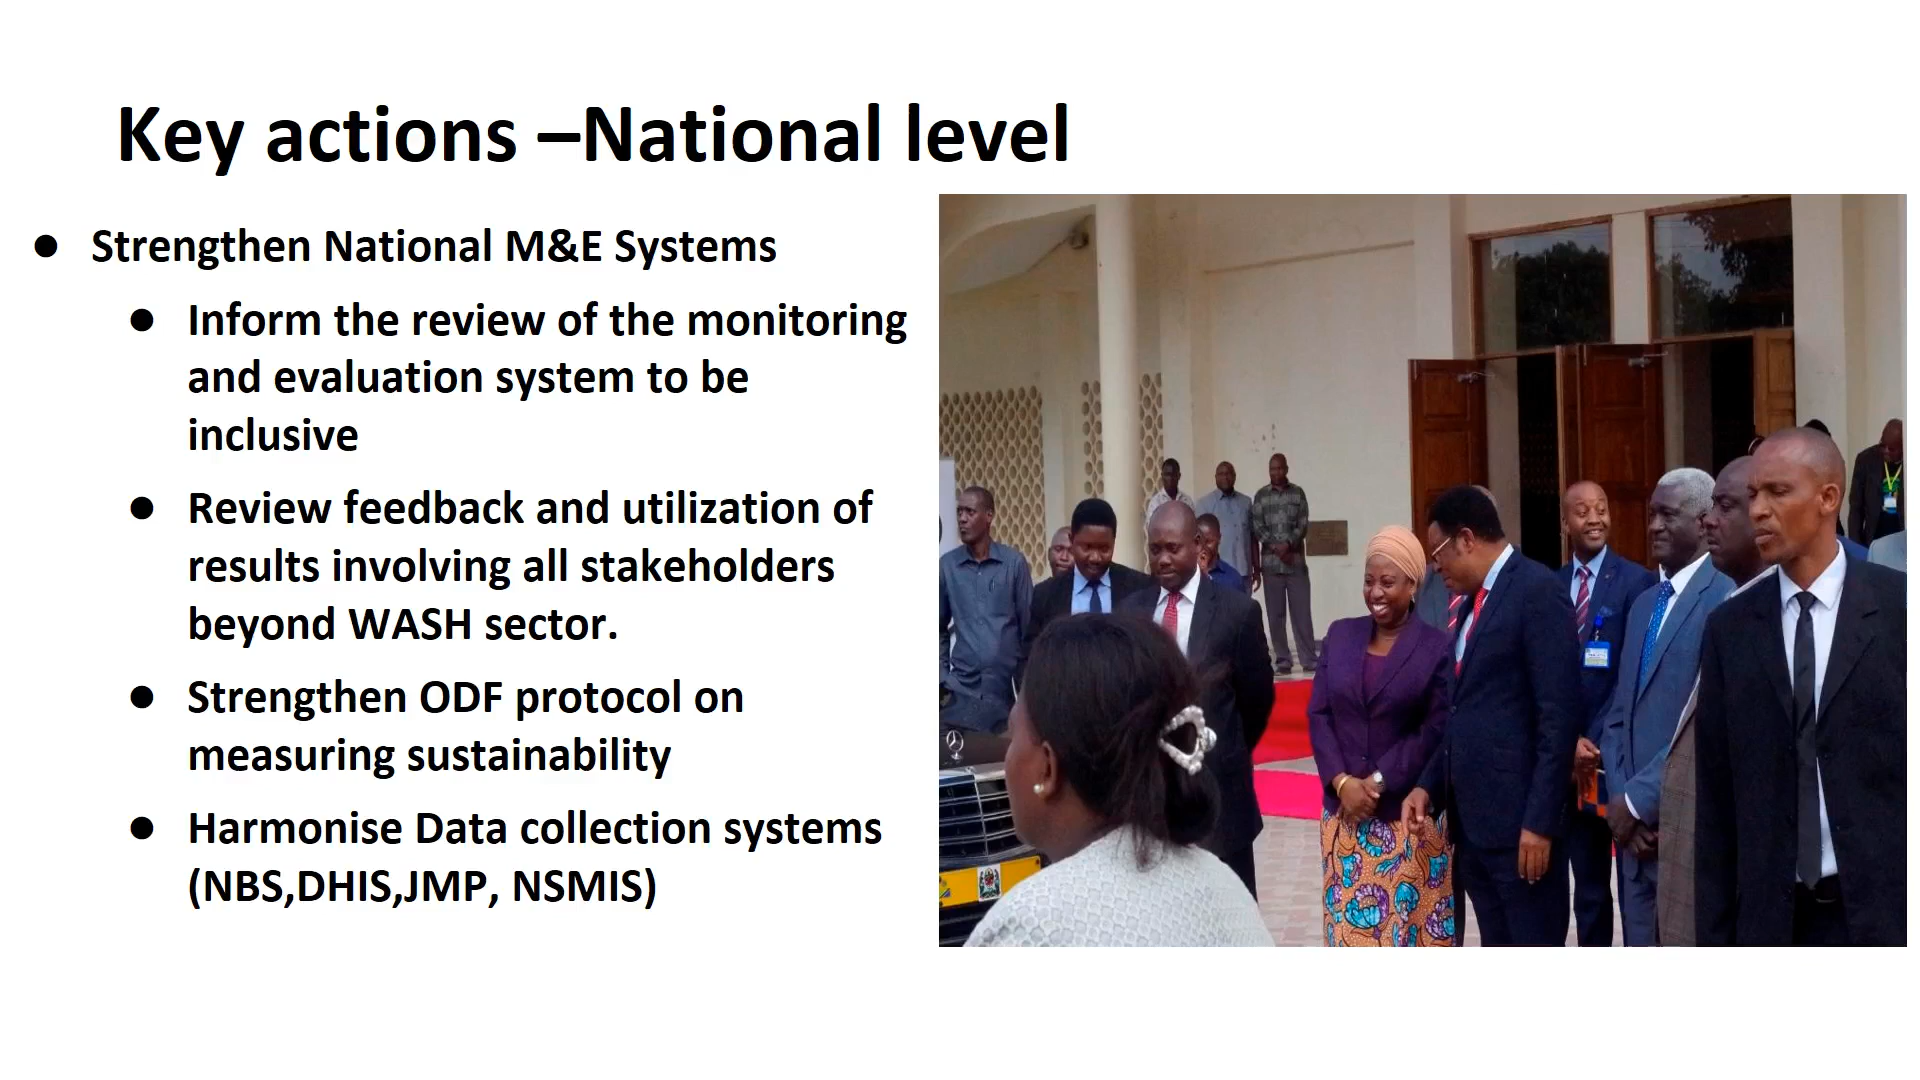 Key actions –National level
● Strengthen National M&E Systems
● Inform the review of the monitoring
and evaluation system to be
inclusive
● Review feedback and utilization of
results involving all stakeholders
beyond WASH sector.
● Strengthen ODF protocol on
measuring sustainability
● Harmonise Data collection systems
(NBS,DHIS,JMP, NSMIS)